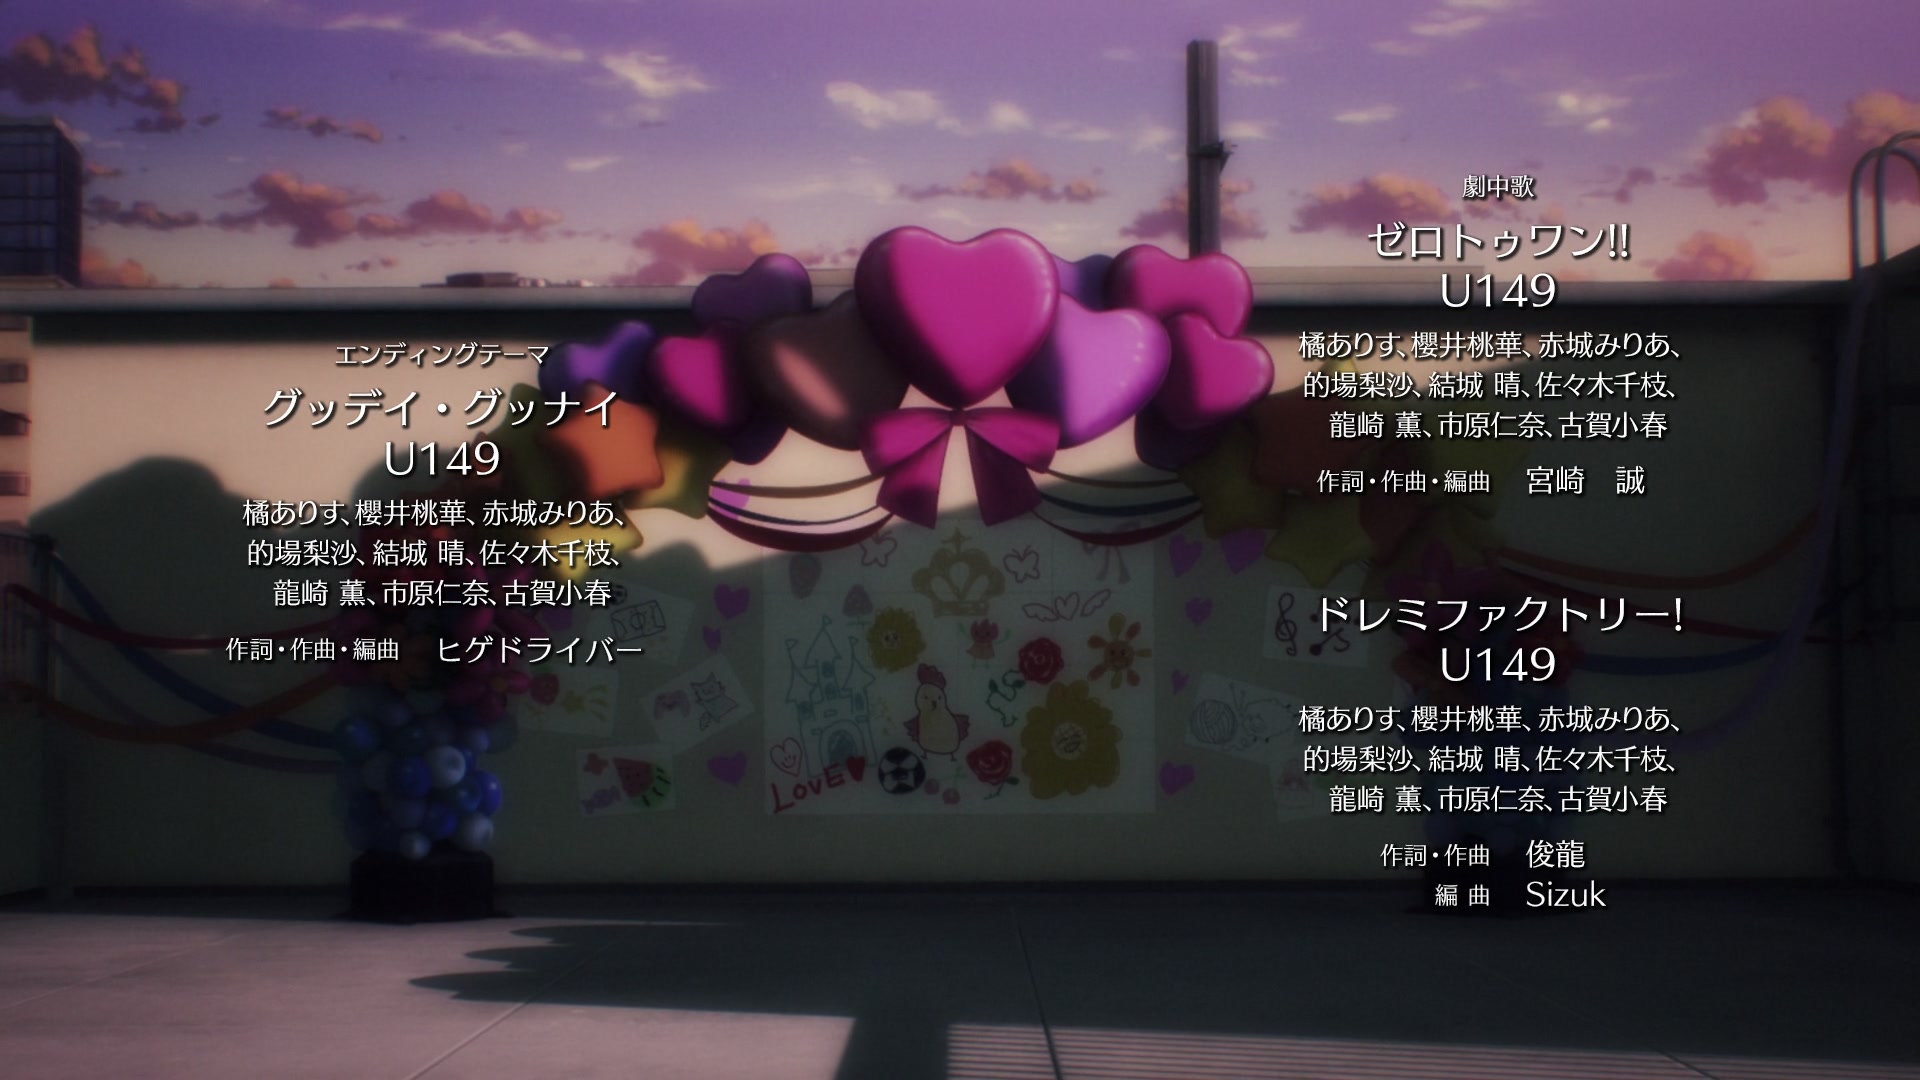 エンディングテーマ
グッデイ・グッナイ
U149
橘ありす、櫻井桃華、赤城みりあ、
的場梨沙、結城 晴、佐々木千枝、
龍崎 薫、市原仁奈、古賀小春
作詞・作曲・編曲 ヒゲドライバー
劇中歌
ゼロトゥワン!!
U149
橘ありす、櫻井桃華、赤城みりあ、
的場梨沙、結城 晴、佐々木千枝、
龍崎 薫、市原仁奈、古賀小春
作詞・作曲・編曲 宮崎 誠
ドレミファクトリー!
U149
橘ありす、櫻井桃華、赤城みりあ、
的場梨沙、結城 晴、佐々木千枝、
龍崎 薫、市原仁奈、古賀小春
作詞・作曲 俊龍
編 曲 Sizuk
LOVE